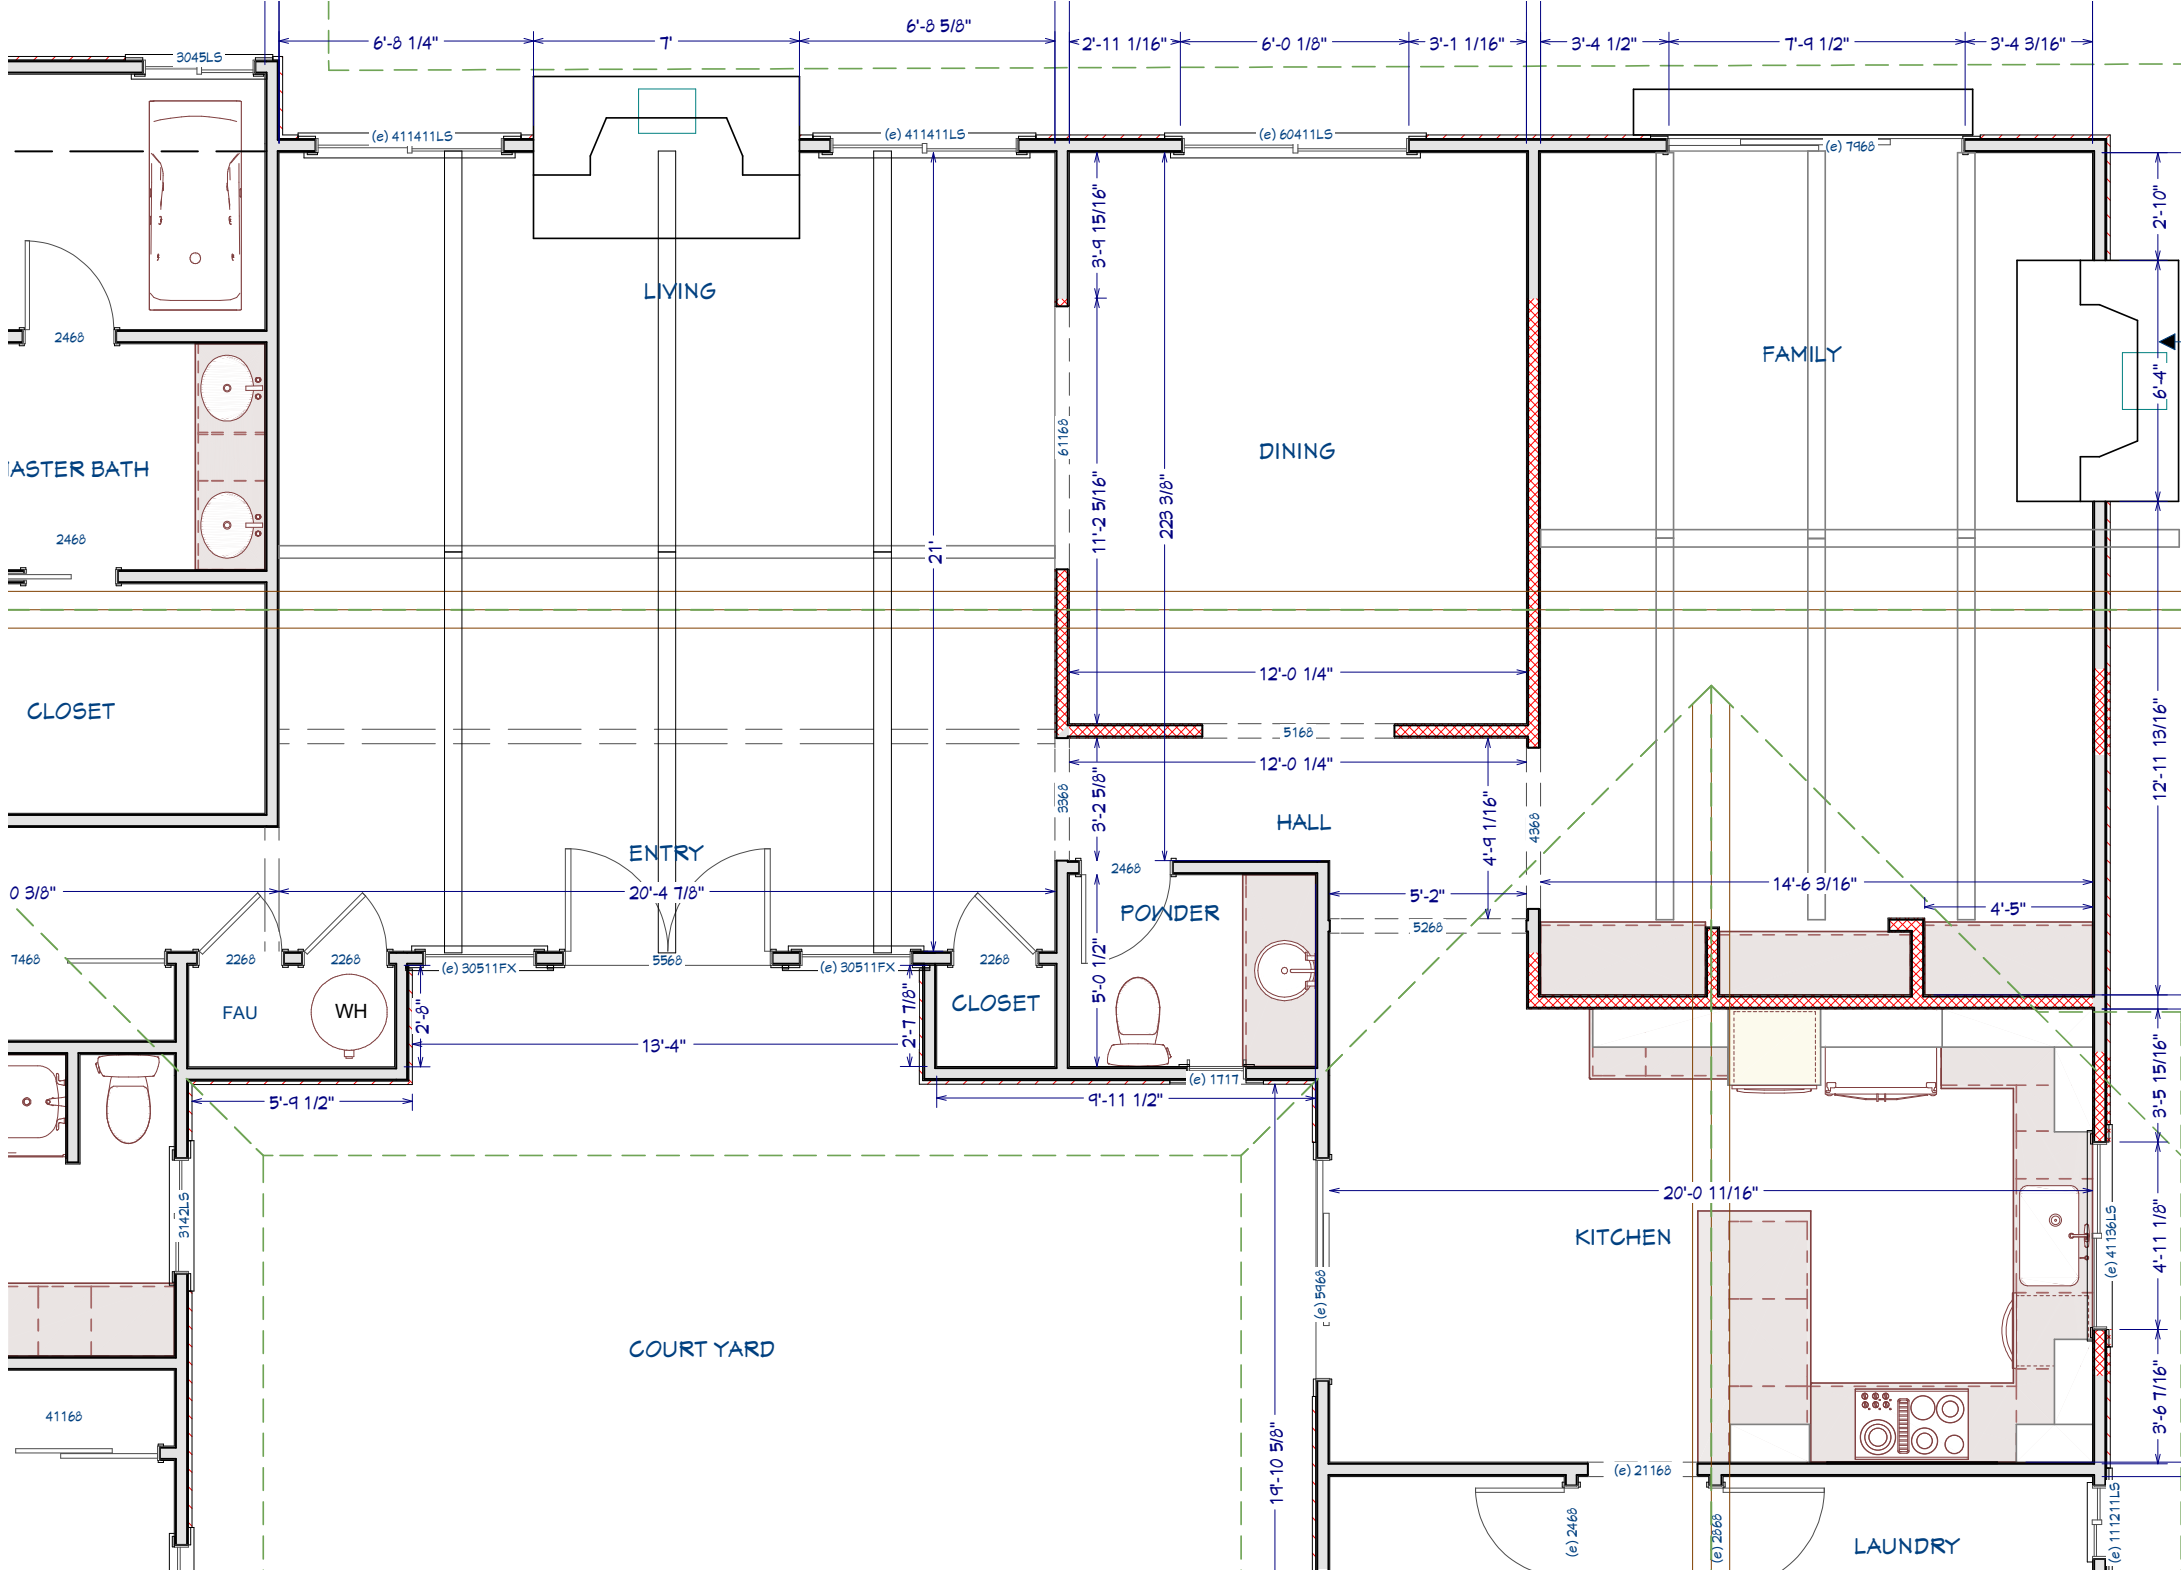 6'-8 5/8"
6'-8 1/4"
7'
2'-11 1/16"
6'-0 1/8"
3'-1 1/16"
3'-4 1/2"
7'-9 1/2"
3'-4 3/16"
3045LS
(e) 411411LS
(e) 411411LS
(e) 60411LS
(e) 7968
2'-10"
3'-9 15/16"
LIVING
2468
FAMILY
6'-4"
61168
DINING
ASTER BATH
11'-2 5/16"
223 3/8"
2468
21'
12'-0 1/4"
CLOSET
5168
12'-11 13/16"
12'-0 1/4"
3368
3'-2 5/8"
HALL
4'-9 1/16"
4368
ENTRY
2468
0 3/8"
20'-4 7/8"
5'-2"
14'-6 3/16"
4'-5"
POWDER
5268
7468
2268
2268
(e) 30511FX
5568
(e) 30511FX
2268
5'-0 1/2"
FAU
WH
2'-8"
CLOSET
2'-7 7/8"
13'-4"
3'-5 15/16"
5'-9 1/2"
(e) 1717
9'-11 1/2"
20'-0 11/16"
3142LS
KITCHEN
(e) 41136LS
4'-11 1/8"
(e) 5968
COURT YARD
41168
3'-6 7/16"
19'-10 5/8"
(e) 21168
(e) 2468
(e) 2868
LAUNDRY
(e) 111211LS